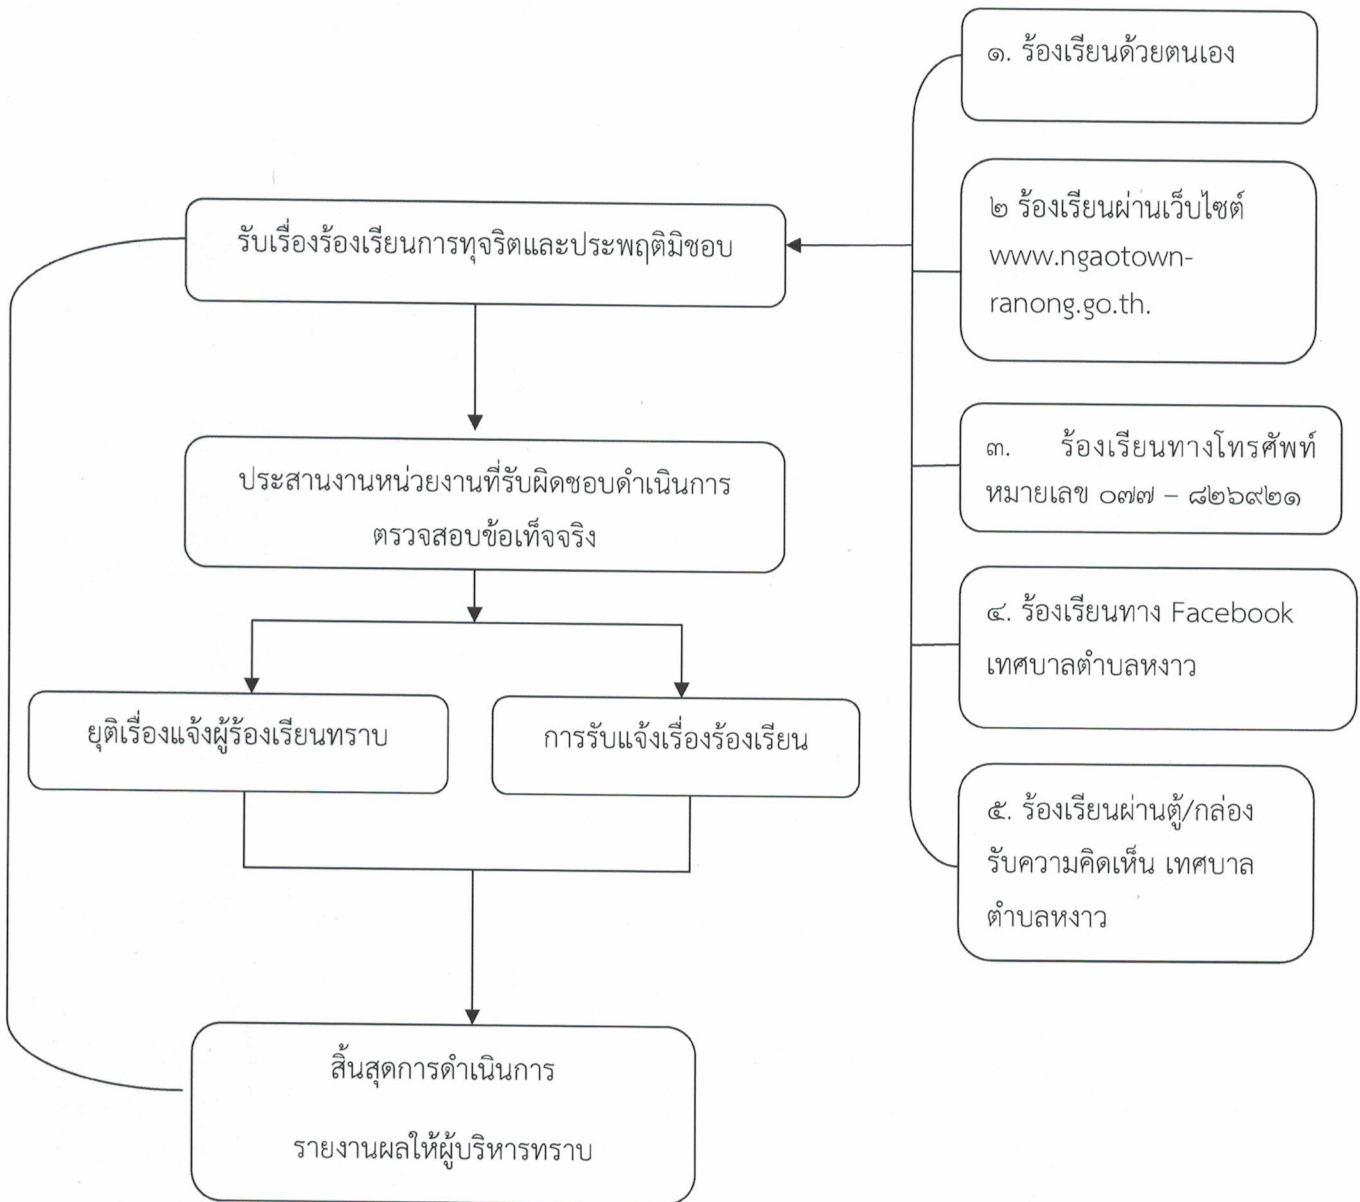 ๑. ร้องเรียนด้วยตนเอง
๒ ร้องเรียนผ่านเว็บไซต์
www.ngaotown-
ranong.go.th.
๓. ร้องเรียนทางโทรศัพท์
หมายเลข ๐๗๗ – ๘๒๖๙๒๑
๔. ร้องเรียนทาง Facebook
เทศบาลตำบลหงาว
๕. ร้องเรียนผ่านตู้/กล่อง
รับความคิดเห็น เทศบาล
ตำบลหงาว
รับเรื่องร้องเรียนการทุจริตและประพฤติมิชอบ
ประสานงานหน่วยงานที่รับผิดชอบดำเนินการ
ตรวจสอบข้อเท็จจริง
ยุติเรื่องแจ้งผู้ร้องเรียนทราบ
การรับแจ้งเรื่องร้องเรียน
สิ้นสุดการดำเนินการ
รายงานผลให้ผู้บริหารทราบ